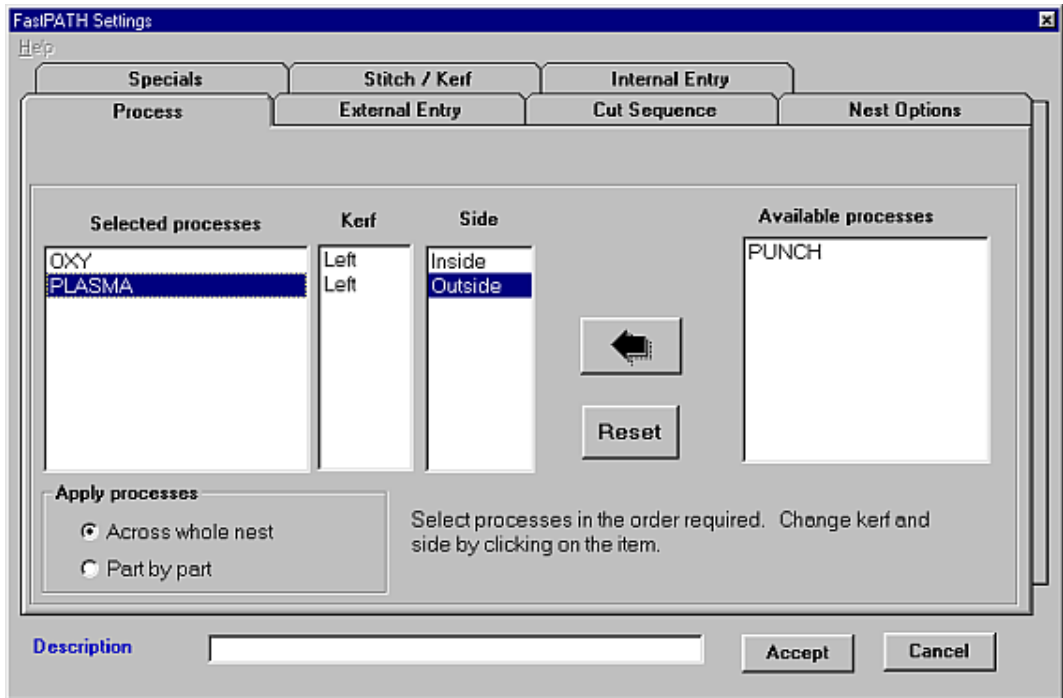 FastPATH Settings
Help
Specials Stitch / Kerf Internal Entry
Process External Entry Cut Sequence Nest Options
Selected processes Kerf Side Available processes
OXY Left Inside PUNCH
PLASMA Left Outside
Reset
Apply processes
Across whole nest
Part by part
Select processes in the order required. Change kerf and
side by clicking on the item.
Description Accept Cancel